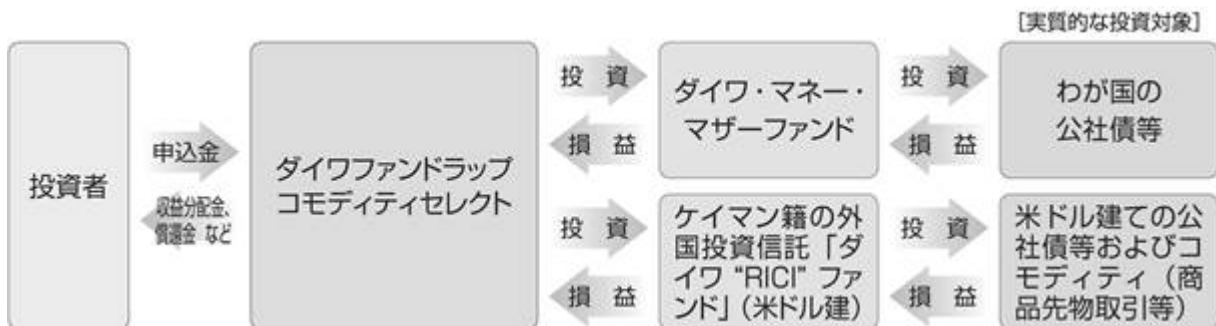 [実質的な投資対象]
投資者
申込金
収益分配金、
償還金 など
ダイワファンドラップ
コモディティセレクト
投 資
損 益
ダイワ・マネー・
マザーファンド
投 資
損 益
わが国の
公社債等
投 資
損 益
ケイマン籍の外
国投資信託「ダ
イワ “RICI” ファ
ンド」(米ドル建)
投 資
損 益
米ドル建ての公
社債等およびコ
モディティ(商
品先物取引等)